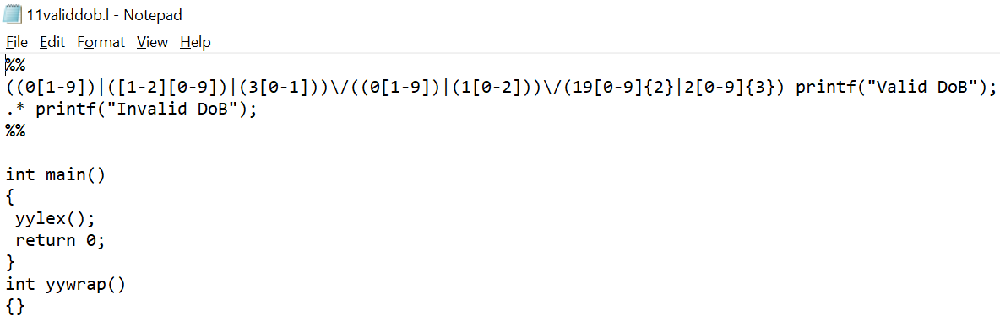 11validdob.l - Notepad
File Edit Format View Help
%%
((0[1-9])|([1-2][0-9])|(3[0-1]))\/((0[1-9])|(1[0-2]))\/(19[0-9]{2}|2[0-9]{3}) printf("Valid DoB");
.* printf("Invalid DoB");
%%

int main()
{
 yylex();
 return 0;
}
int yywrap()
{}